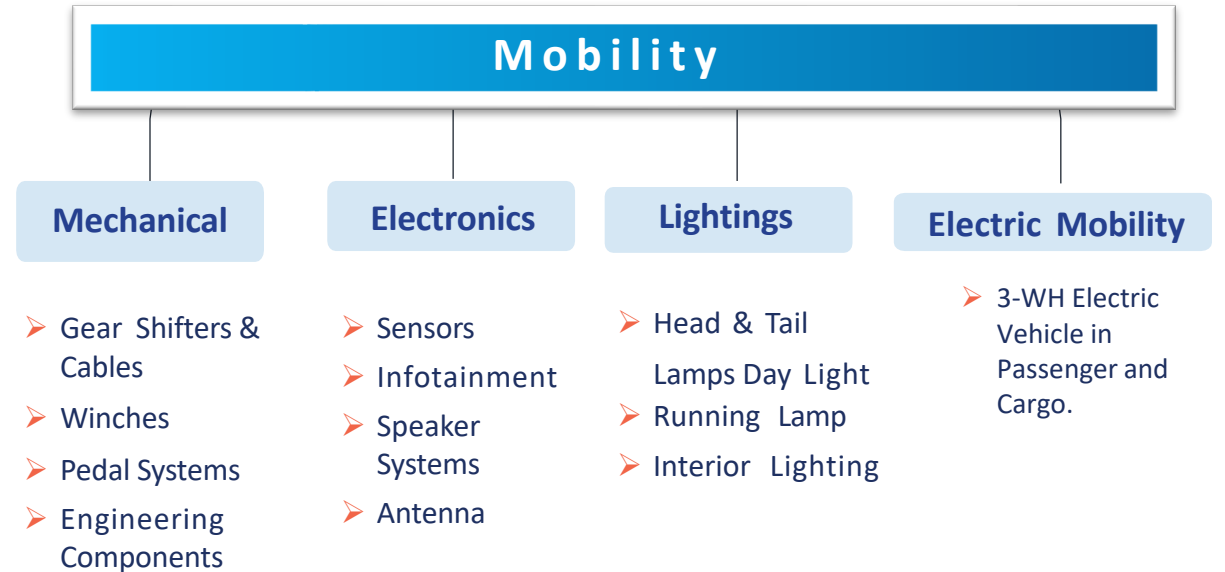 Mobility
Mechanical
Gear Shifters &
Cables
Winches
Pedal Systems
Engineering
Components
Electronics
Sensors
Infotainment
Speaker
Systems
Antenna
Lightings
Head & Tail
Lamps Day Light
Running Lamp
Interior Lighting
Electric Mobility
3-WH Electric
Vehicle in
Passenger and
Cargo.